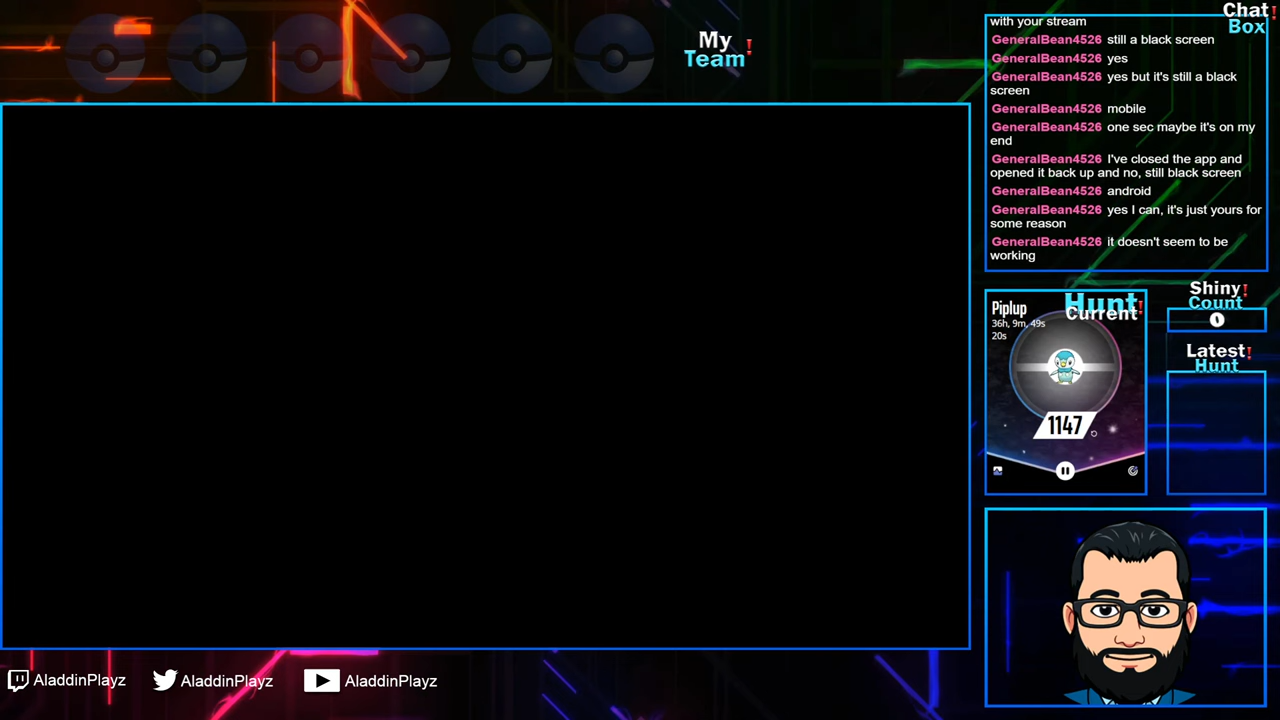 My
Team!
Chat!
Box
with your stream
GeneralBean4526 still a black screen
GeneralBean4526 yes
GeneralBean4526 yes but it's still a black
screen
GeneralBean4526 mobile
GeneralBean4526 one sec maybe it's on my
end
GeneralBean4526 I've closed the app and
opened it back up and no, still black screen
GeneralBean4526 android
GeneralBean4526 yes I can, it's just yours for
some reason
GeneralBean4526 it doesn't seem to be
working
Hunt!
Current
Piplup
36h, 9m, 49s
20s
1147
Shiny!
Count
Latest!
Hunt
AladdinPlayz
AladdinPlayz
AladdinPlayz